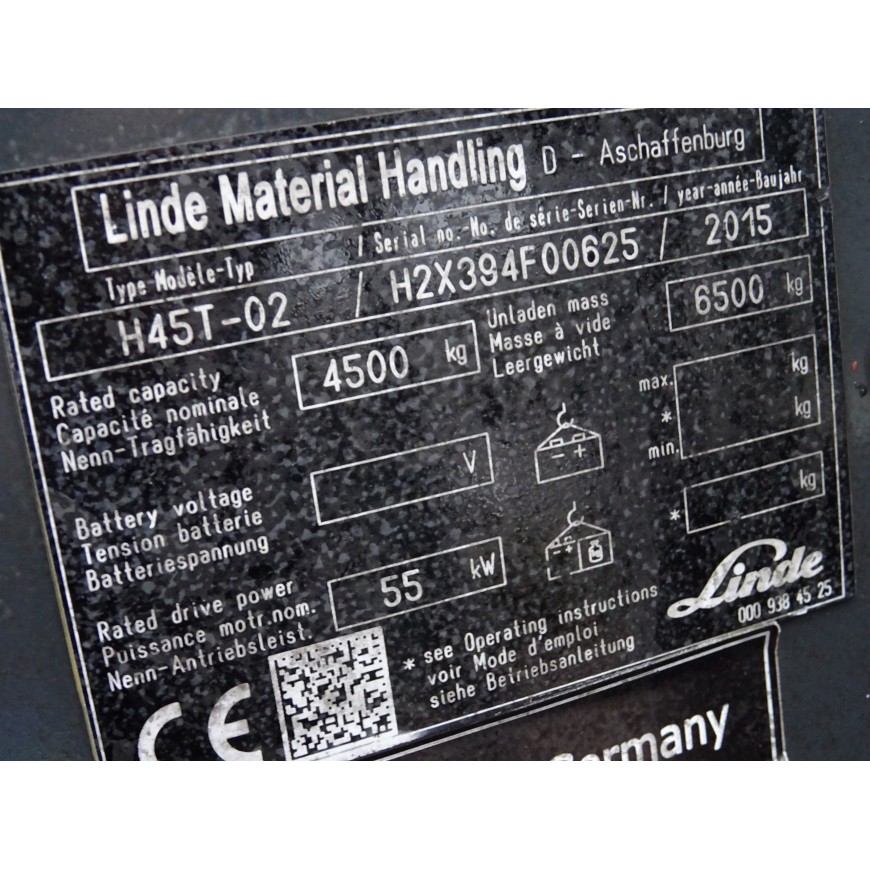 Linde Material Handling D - Aschaffenburg
Type Modèle-Typ / Serial no.-No. de série-Serien-Nr. / year-année-Baujahr
H45T-02 / H2X394F00625 / 2015
Rated capacity
Capacité nominale
Nenn-Tragfähigkeit
4500 kg
Unladen mass
Masse à vide
Leergewicht
6500 kg
Battery voltage
Tension batterie
Batteriespannung
V
- +
max. kg
*
min. kg
Rated drive power
Puissance motr.nom.
Nenn-Antriebsleist.
55 kW
- +
* kg
* see Operating instructions
voir Mode d'emploi
siehe Betriebsanleitung
Linde
000 938 45 25
CE
Germany